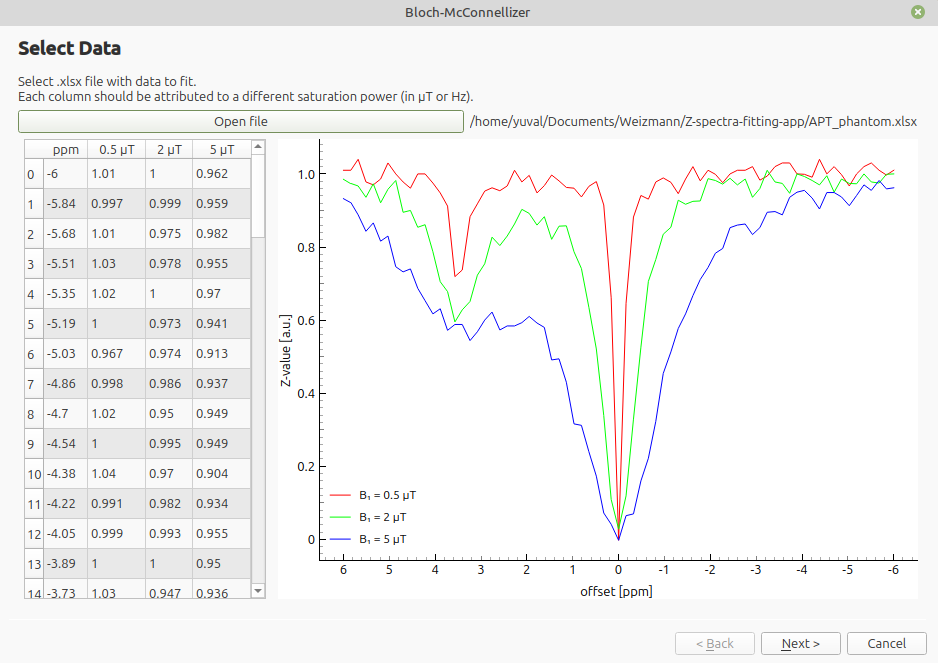 Bloch-McConnellizer
Select Data
Select .xlsx file with data to fit.
Each column should be attributed to a different saturation power (in µT or Hz).
Open file
/home/yuval/Documents/Weizmann/Z-spectra-fitting-app/APT_phantom.xlsx
ppm 0.5 µT 2 µT 5 µT
0 -6 1.01 1 0.962
1 -5.84 0.997 0.999 0.959
2 -5.68 1.01 0.975 0.982
3 -5.51 1.03 0.978 0.955
4 -5.35 1.02 1 0.97
5 -5.19 1 0.973 0.941
6 -5.03 0.967 0.974 0.913
7 -4.86 0.998 0.986 0.937
8 -4.7 1.02 0.95 0.949
9 -4.54 1 0.995 0.949
10 -4.38 1.04 0.97 0.904
11 -4.22 0.991 0.982 0.934
12 -4.05 0.999 0.993 0.955
13 -3.89 1 1 0.95
14 -3.73 1.03 0.947 0.936
Z-value [a.u.]
1.0
0.8
0.6
0.4
0.2
0
B₁ = 0.5 µT
B₁ = 2 µT
B₁ = 5 µT
6 5 4 3 2 1 0 -1 -2 -3 -4 -5 -6
offset [ppm]
< Back
Next >
Cancel